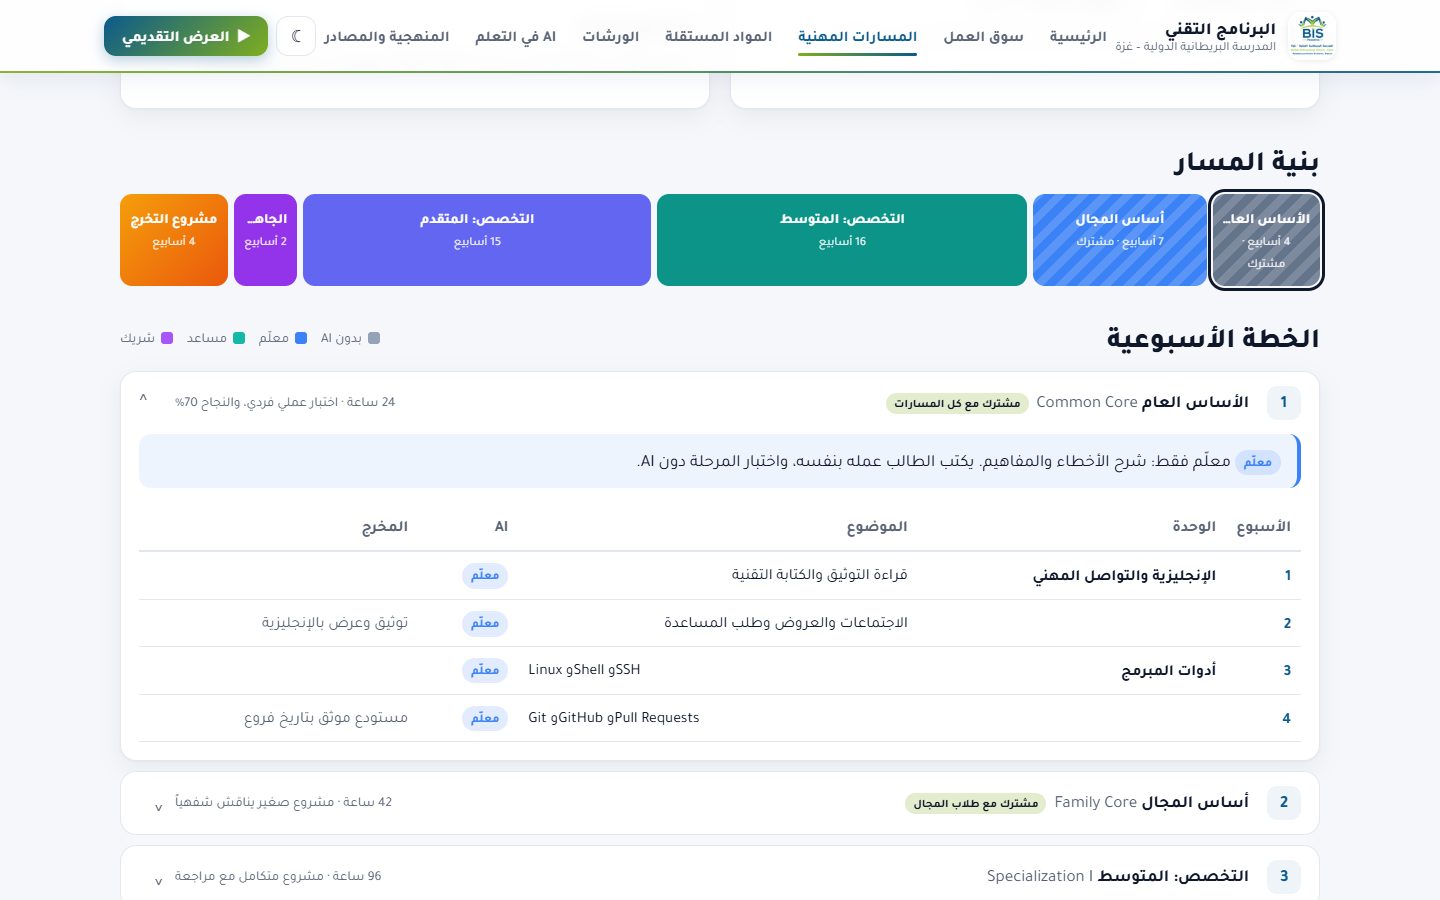 BIS
البرنامج التقني
المدرسة البريطانية الدولية - غزة
الرئيسية
سوق العمل
المسارات المهنية
المواد المستقلة
الورشات
AI في التعلم
المنهجية والمصادر
☾
▶ العرض التقديمي
بنية المسار
الأساس العا...
4 أسابيع ·
مشترك
أساس المجال
7 أسابيع · مشترك
التخصص: المتوسط
16 أسابيع
التخصص: المتقدم
15 أسابيع
الجاهـ...
2 أسابيع
مشروع التخرج
4 أسابيع
الخطة الأسبوعية
بدون AI
معلّم
مساعد
شريك
1 الأساس العام Common Core مشترك مع كل المسارات
24 ساعة · اختبار عملي فردي، والنجاح 70%
معلّم معلّم فقط: شرح الأخطاء والمفاهيم. يكتب الطالب عمله بنفسه، واختبار المرحلة دون AI.
الأسبوع الوحدة الموضوع AI المخرج
1 الإنجليزية والتواصل المهني قراءة التوثيق والكتابة التقنية معلّم
2 الاجتماعات والعروض وطلب المساعدة معلّم توثيق وعرض بالإنجليزية
3 أدوات المبرمج Linux وShell وSSH معلّم
4 Git وGitHub وPull Requests معلّم مستودع موثق بتاريخ فروع
2 أساس المجال Family Core مشترك مع طلاب المجال
42 ساعة · مشروع صغير يناقش شفهياً
3 التخصص: المتوسط Specialization I
96 ساعة · مشروع متكامل مع مراجعة